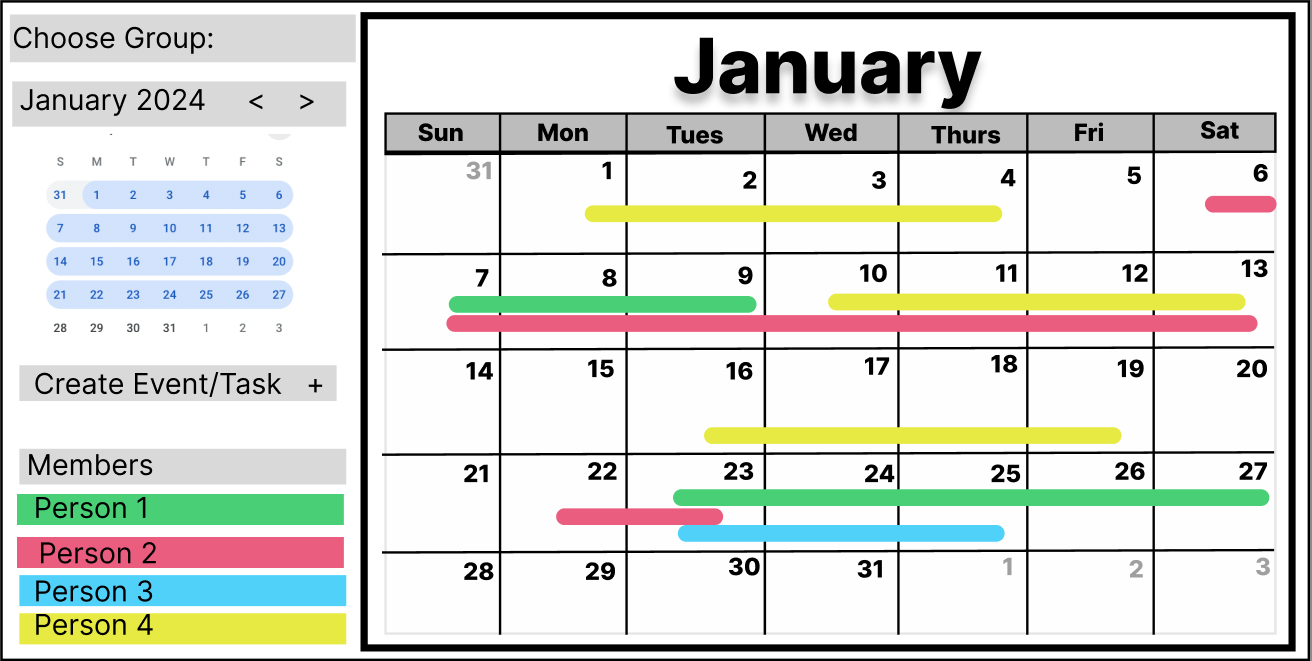 Choose Group:
January 2024 < >
S M T W T F S
31 1 2 3 4 5 6
7 8 9 10 11 12 13
14 15 16 17 18 19 20
21 22 23 24 25 26 27
28 29 30 31 1 2 3
Create Event/Task +
Members
Person 1
Person 2
Person 3
Person 4
January
Sun Mon Tues Wed Thurs Fri Sat
31 1 2 3 4 5 6
7 8 9 10 11 12 13
14 15 16 17 18 19 20
21 22 23 24 25 26 27
28 29 30 31 1 2 3